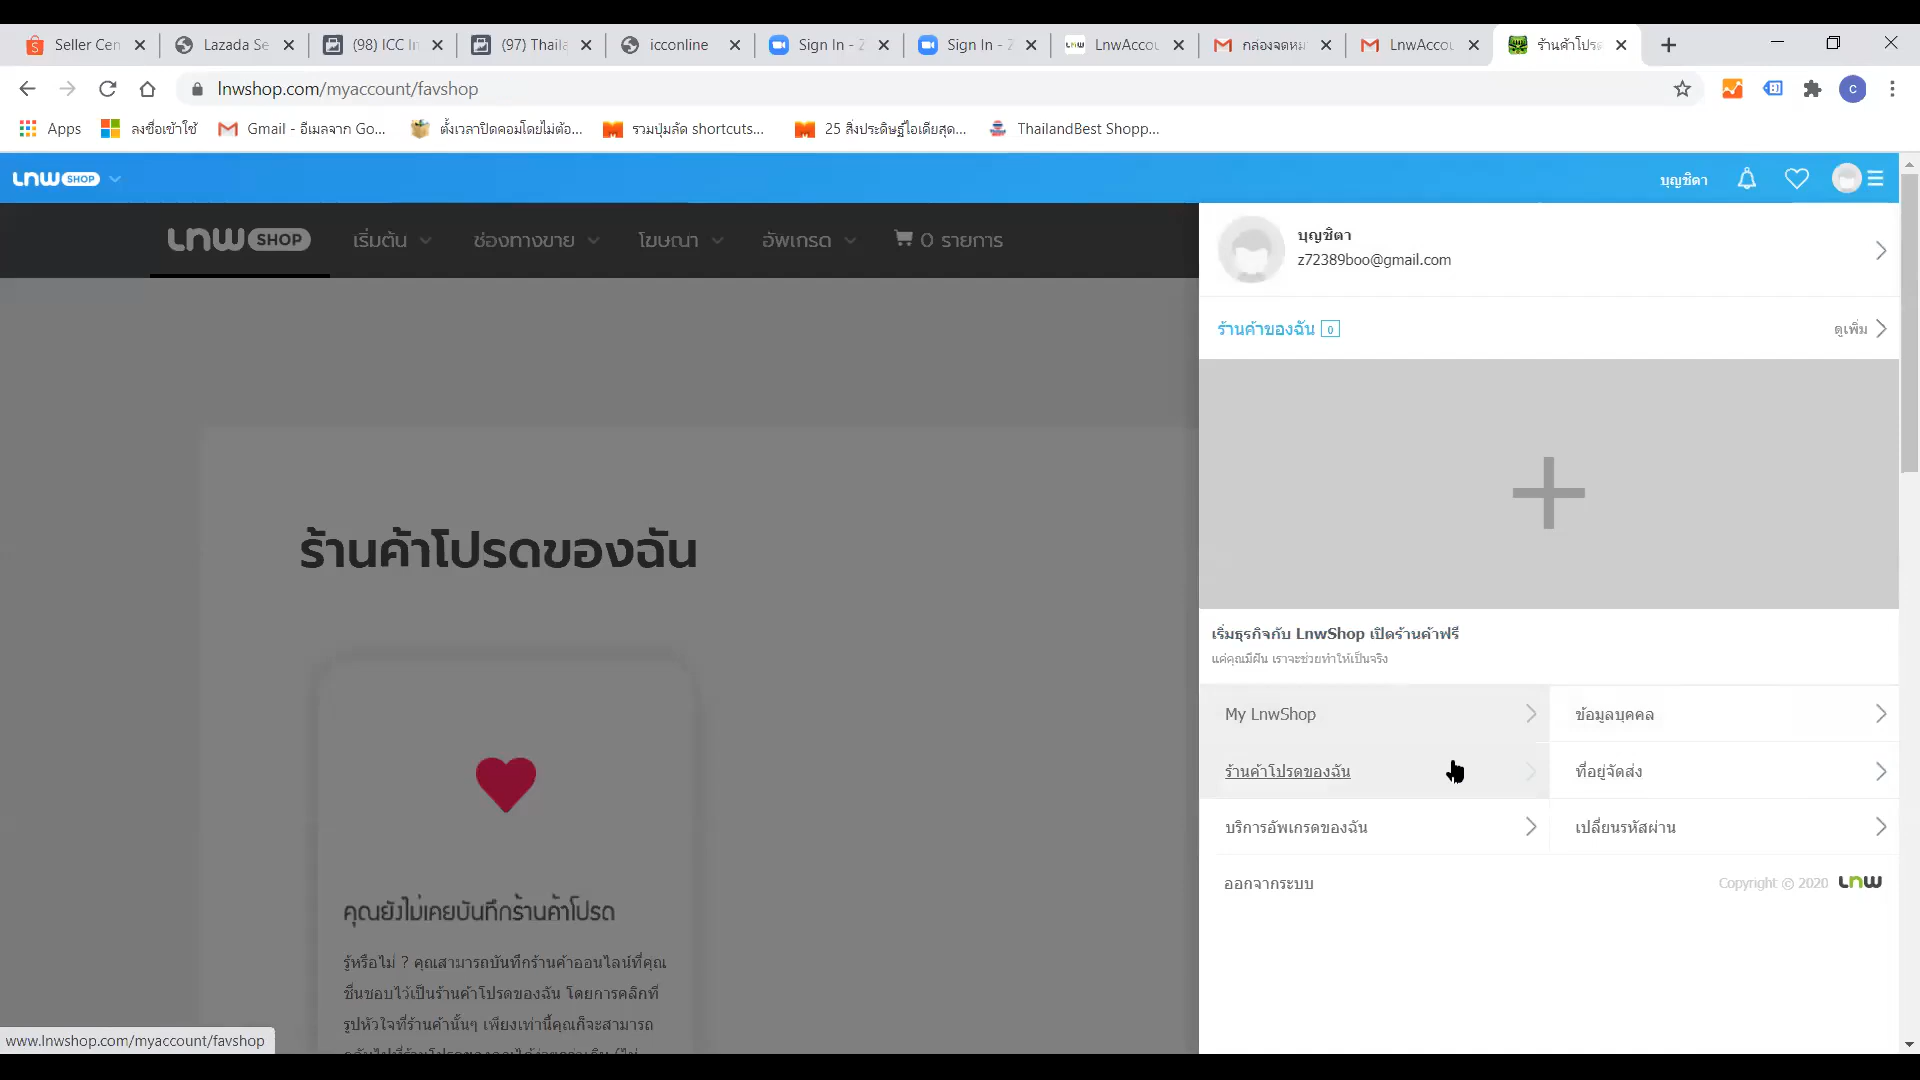 Seller Cen
Lazada Se
(98) ICC In
(97) Thaila
icconline
Sign In - Z
Sign In - Z
LnwAccou
กล่องจดหม
LnwAccou
ร้านค้าโปรด
lnwshop.com/myaccount/favshop
C
Apps
ลงชื่อเข้าใช้
Gmail - อีเมลจาก Go...
ตั้งเวลาปิดคอมโดยไม่ต้อ...
รวมปุ่มลัด shortcuts...
25 สิ่งประดิษฐ์ไอเดียสุด...
ThailandBest Shopp...
LnW SHOP
บุญชิตา
LnW SHOP
เริ่มต้น
ช่องทางขาย
โฆษณา
อัพเกรด
0 รายการ
บุญชิตา
z72389boo@gmail.com
ร้านค้าของฉัน 0
ดูเพิ่ม
ร้านค้าโปรดของฉัน
เริ่มธุรกิจกับ LnwShop เปิดร้านค้าฟรี
แค่คุณมีฝัน เราจะช่วยทำให้เป็นจริง
My LnwShop
ข้อมูลบุคคล
ร้านค้าโปรดของฉัน
ที่อยู่จัดส่ง
บริการอัพเกรดของฉัน
เปลี่ยนรหัสผ่าน
ออกจากระบบ
Copyright © 2020 LnW
คุณยังไม่เคยบันทึกร้านค้าโปรด
รู้หรือไม่ ? คุณสามารถบันทึกร้านค้าออนไลน์ที่คุณ
ชื่นชอบไว้เป็นร้านค้าโปรดของฉัน โดยการคลิกที่
รูปหัวใจที่ร้านค้านั้นๆ เพียงเท่านี้คุณก็จะสามารถ
www.lnwshop.com/myaccount/favshop